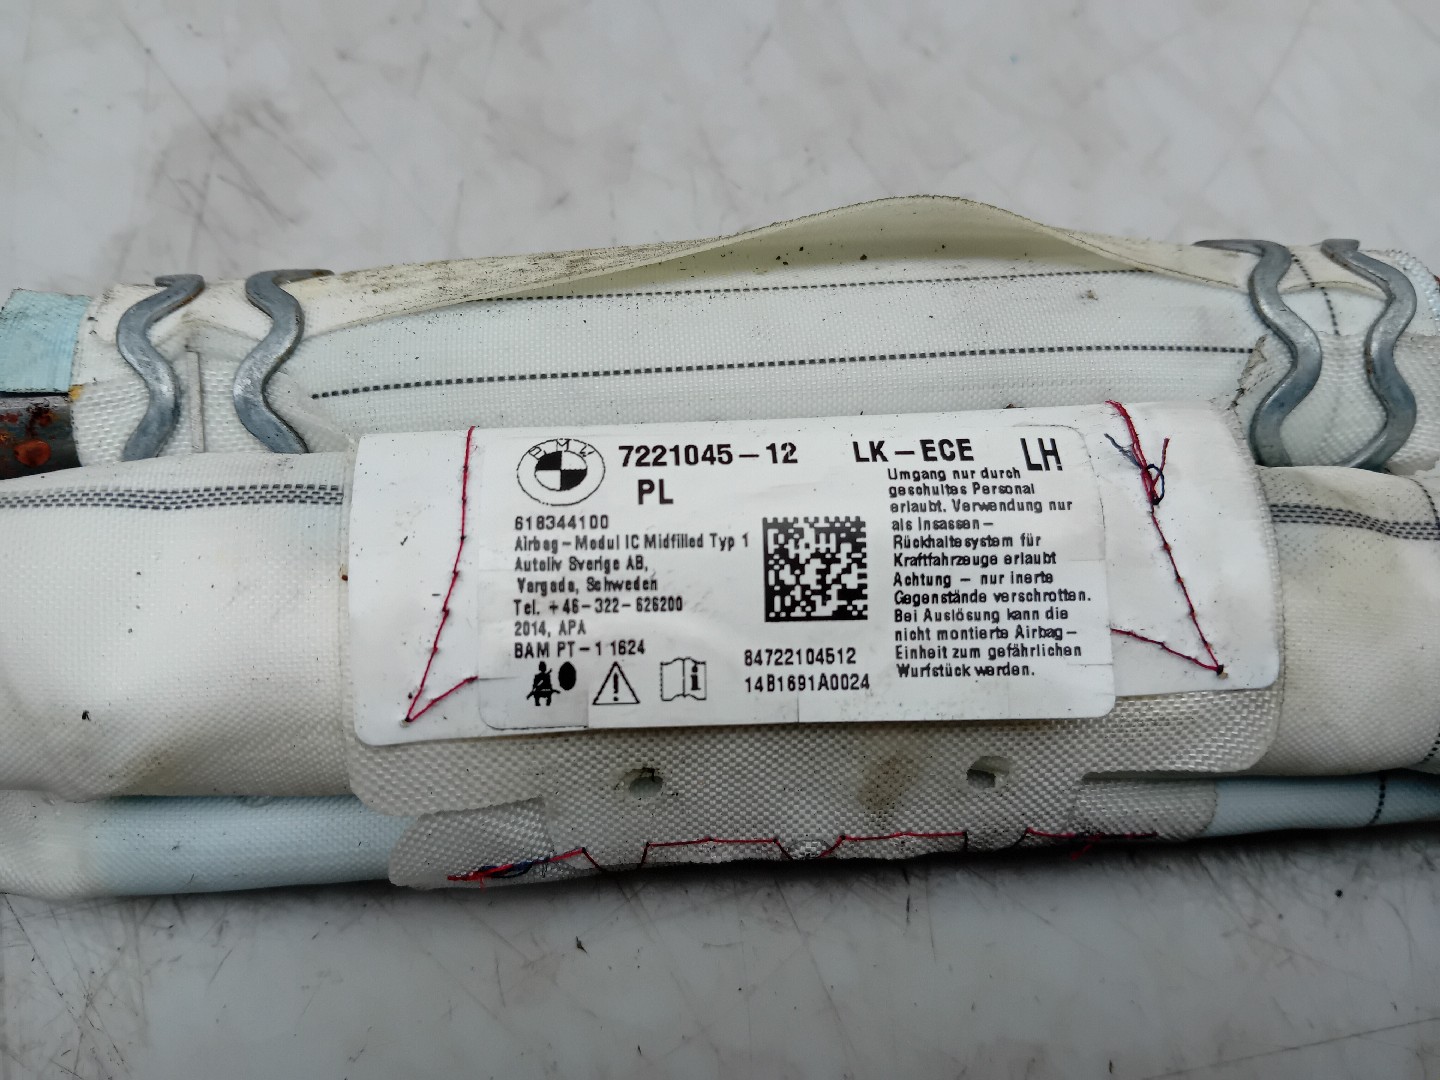 BMW
7221045-12 LK-ECE LH
PL
618344100
Airbag-Modul IC Midfilled Typ 1
Autoliv Sverige AB,
Vargada, Schweden
Tel. +46-322-626200
2014, APA
BAM PT-1 1624
84722104512
14B1691A0024
Umgang nur durch
geschultes Personal
erlaubt. Verwendung nur
als Insassen-
Rückhaltesystem für
Kraftfahrzeuge erlaubt
Achtung - nur inerte
Gegenstände verschrotten.
Bei Auslösung kann die
nicht montierte Airbag-
Einheit zum gefährlichen
Wurfstück werden.